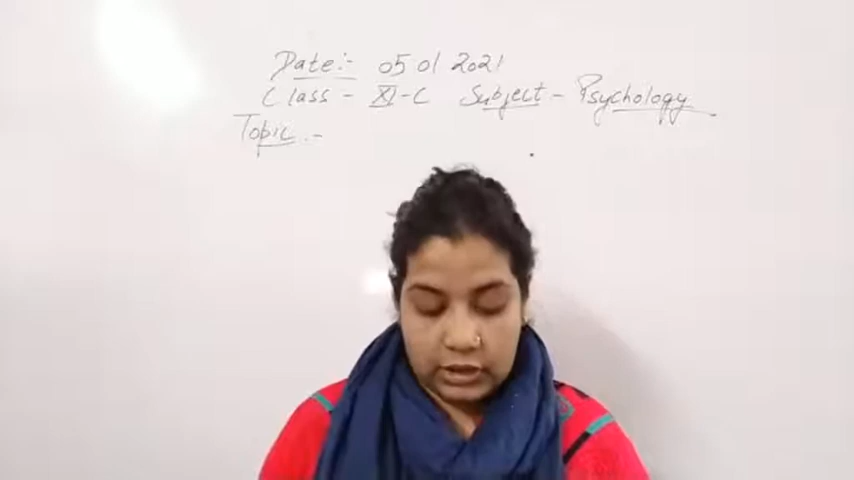 Date:- 05 01 2021
Class - XI-C Subject - Psychology
Topic :-